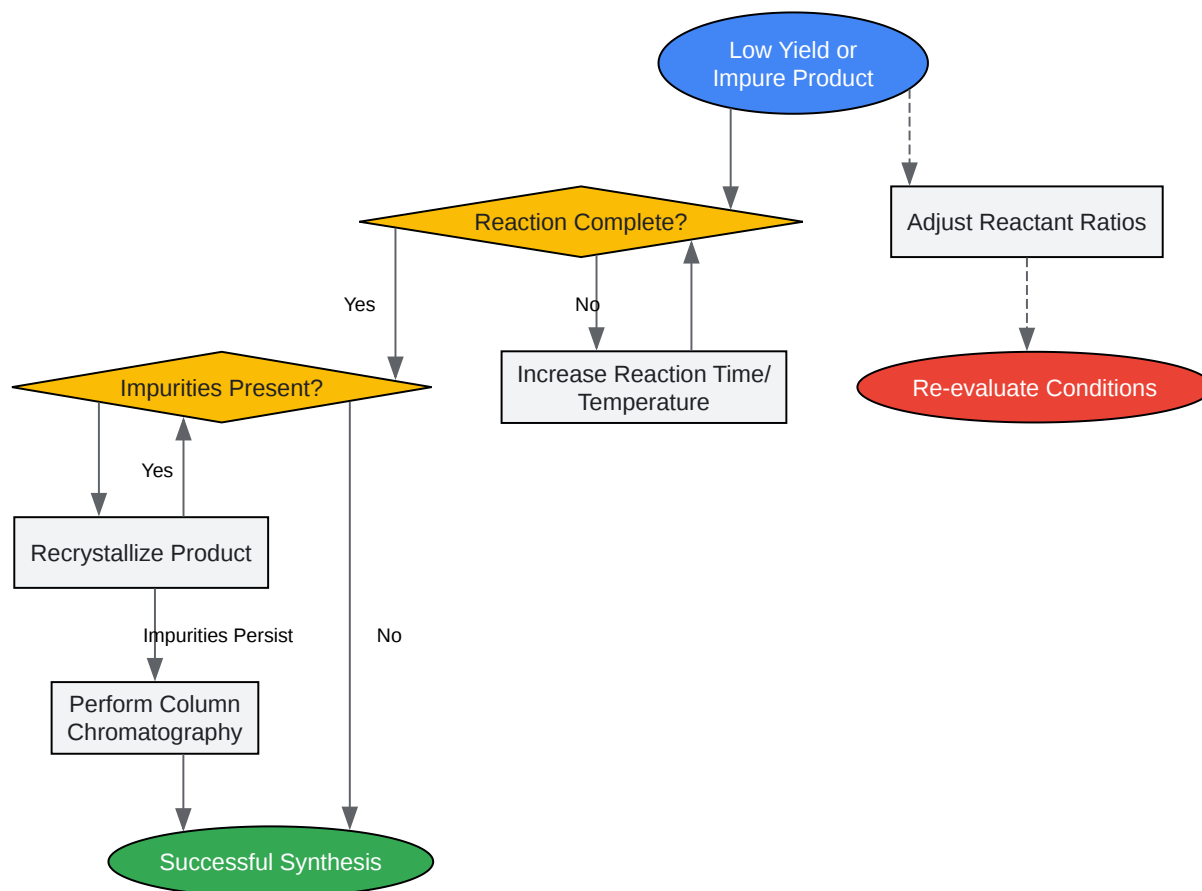 Low Yield or
Impure Product
Reaction Complete?
Adjust Reactant Ratios
Yes
No
Impurities Present?
Increase Reaction Time/
Temperature
Re-evaluate Conditions
Yes
Recrystallize Product
Impurities Persist
No
Perform Column
Chromatography
Successful Synthesis